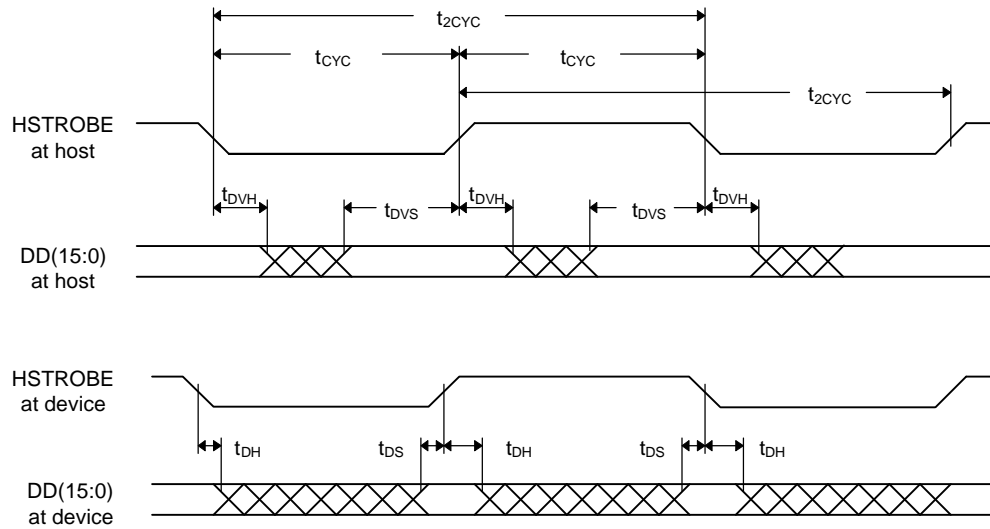 t2CYC
tCYC tCYC
t2CYC
HSTROBE
at host
tDVH tDVS tDVH tDVS tDVH
DD(15:0)
at host
HSTROBE
at device
tDH tDS tDH tDS tDH
DD(15:0)
at device